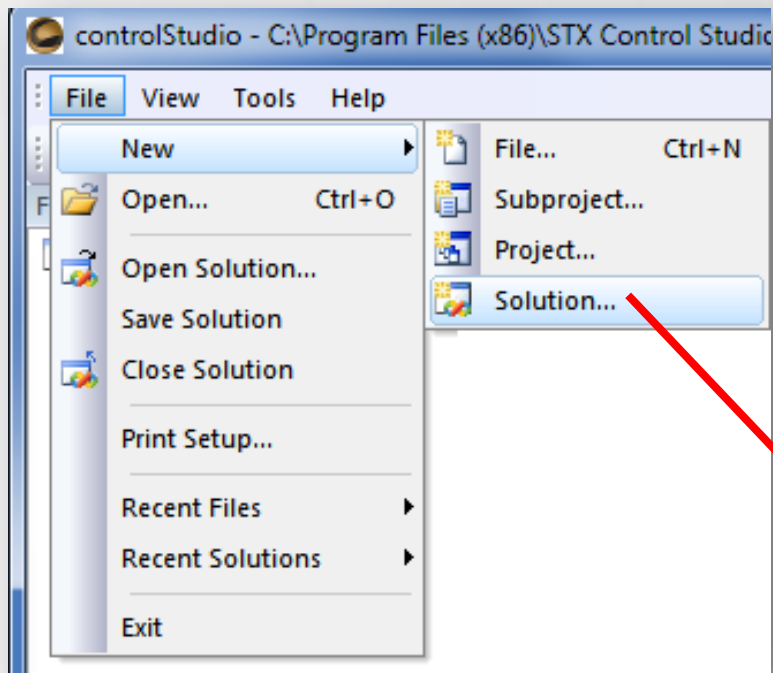 controlStudio - C:\Program Files (x86)\STX Control Studio
File View Tools Help
New
Open... Ctrl+O
Open Solution...
Save Solution
Close Solution
Print Setup...
Recent Files
Recent Solutions
Exit
File... Ctrl+N
Subproject...
Project...
Solution...